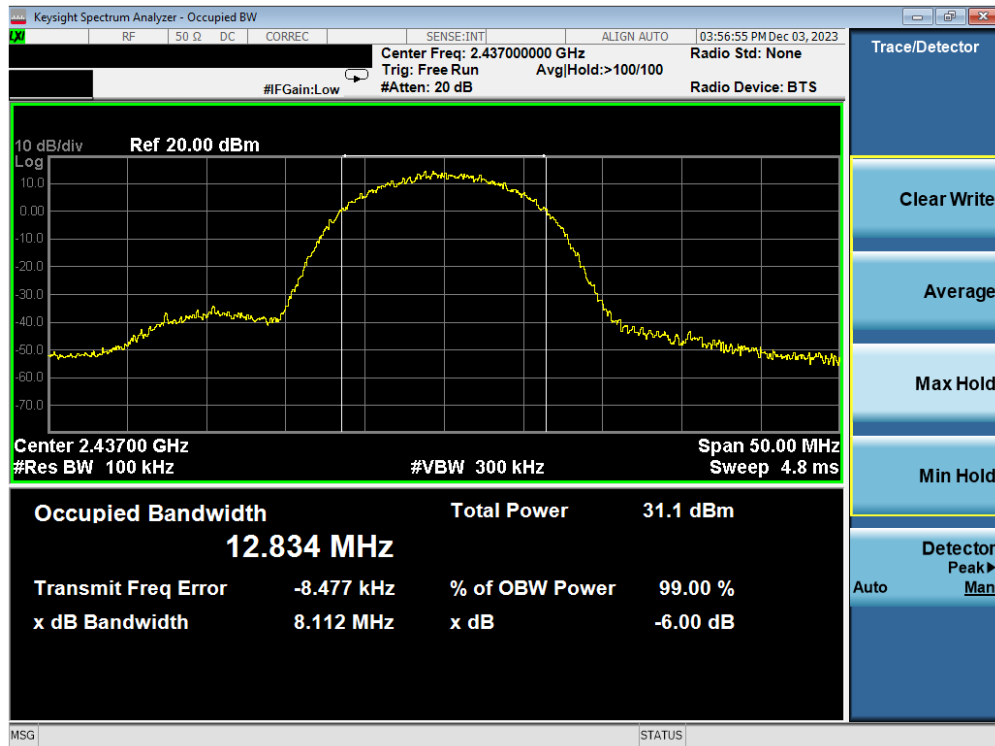 Keysight Spectrum Analyzer - Occupied BW
LXI RF 50 Ω DC CORREC SENSE:INT ALIGN AUTO 03:56:55 PM Dec 03, 2023
Center Freq: 2.437000000 GHz Radio Std: None
Trig: Free Run Avg|Hold:>100/100
#IFGain:Low #Atten: 20 dB Radio Device: BTS
10 dB/div Ref 20.00 dBm
Log
10.0
0.00
-10.0
-20.0
-30.0
-40.0
-50.0
-60.0
-70.0
Center 2.43700 GHz Span 50.00 MHz
#Res BW 100 kHz #VBW 300 kHz Sweep 4.8 ms
Occupied Bandwidth Total Power 31.1 dBm
12.834 MHz
Transmit Freq Error -8.477 kHz % of OBW Power 99.00 %
x dB Bandwidth 8.112 MHz x dB -6.00 dB
MSG STATUS
Trace/Detector
Clear Write
Average
Max Hold
Min Hold
Detector
Peak▶
Auto Man